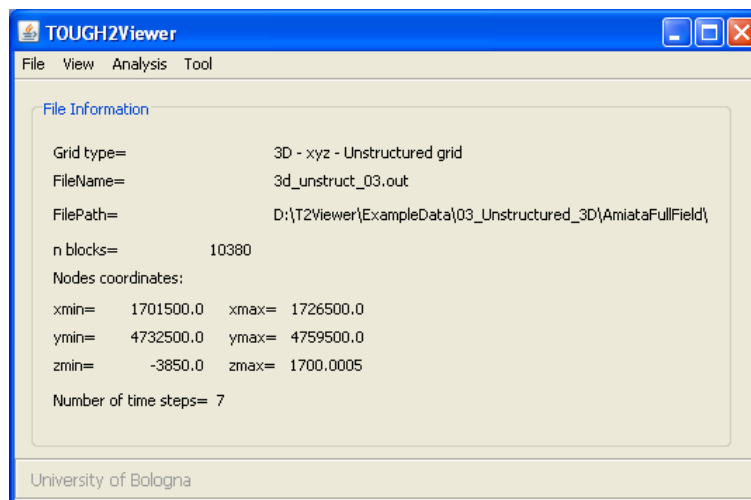 TOUGH2Viewer
File View Analysis Tool
File Information
Grid type= 3D - xyz - Unstructured grid
FileName= 3d_unstruct_03.out
FilePath= D:\T2Viewer\ExampleData\03_Unstructured_3D\AmiataFullField\
n blocks= 10380
Nodes coordinates:
xmin= 1701500.0 xmax= 1726500.0
ymin= 4732500.0 ymax= 4759500.0
zmin= -3850.0 zmax= 1700.0005
Number of time steps= 7
University of Bologna